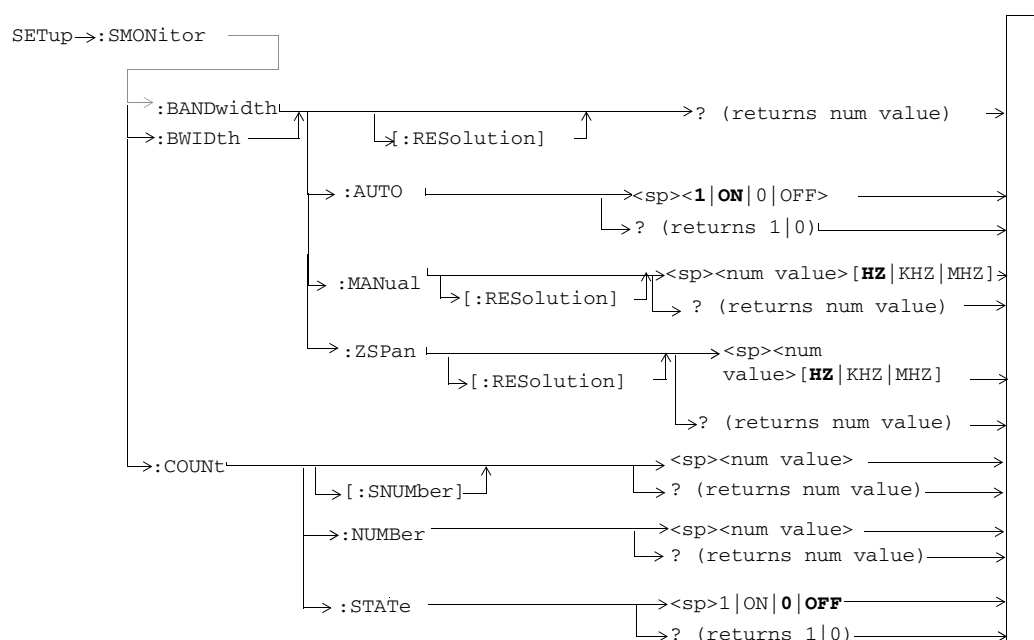 SETup :SMONitor
:BANDwidth ? (returns num value)
:BWIDth [:RESolution]
:AUTO <sp><1|ON|0|OFF>
? (returns 1|0)
:MANual <sp><num value>[HZ|KHZ|MHZ]
[:RESolution] ? (returns num value)
:ZSPan <sp><num
[:RESolution] value>[HZ|KHZ|MHZ]
? (returns num value)
:COUNt <sp><num value>
[:SNUMber] ? (returns num value)
:NUMBer <sp><num value>
? (returns num value)
:STATe <sp>1|ON|0|OFF
? (returns 1|0)